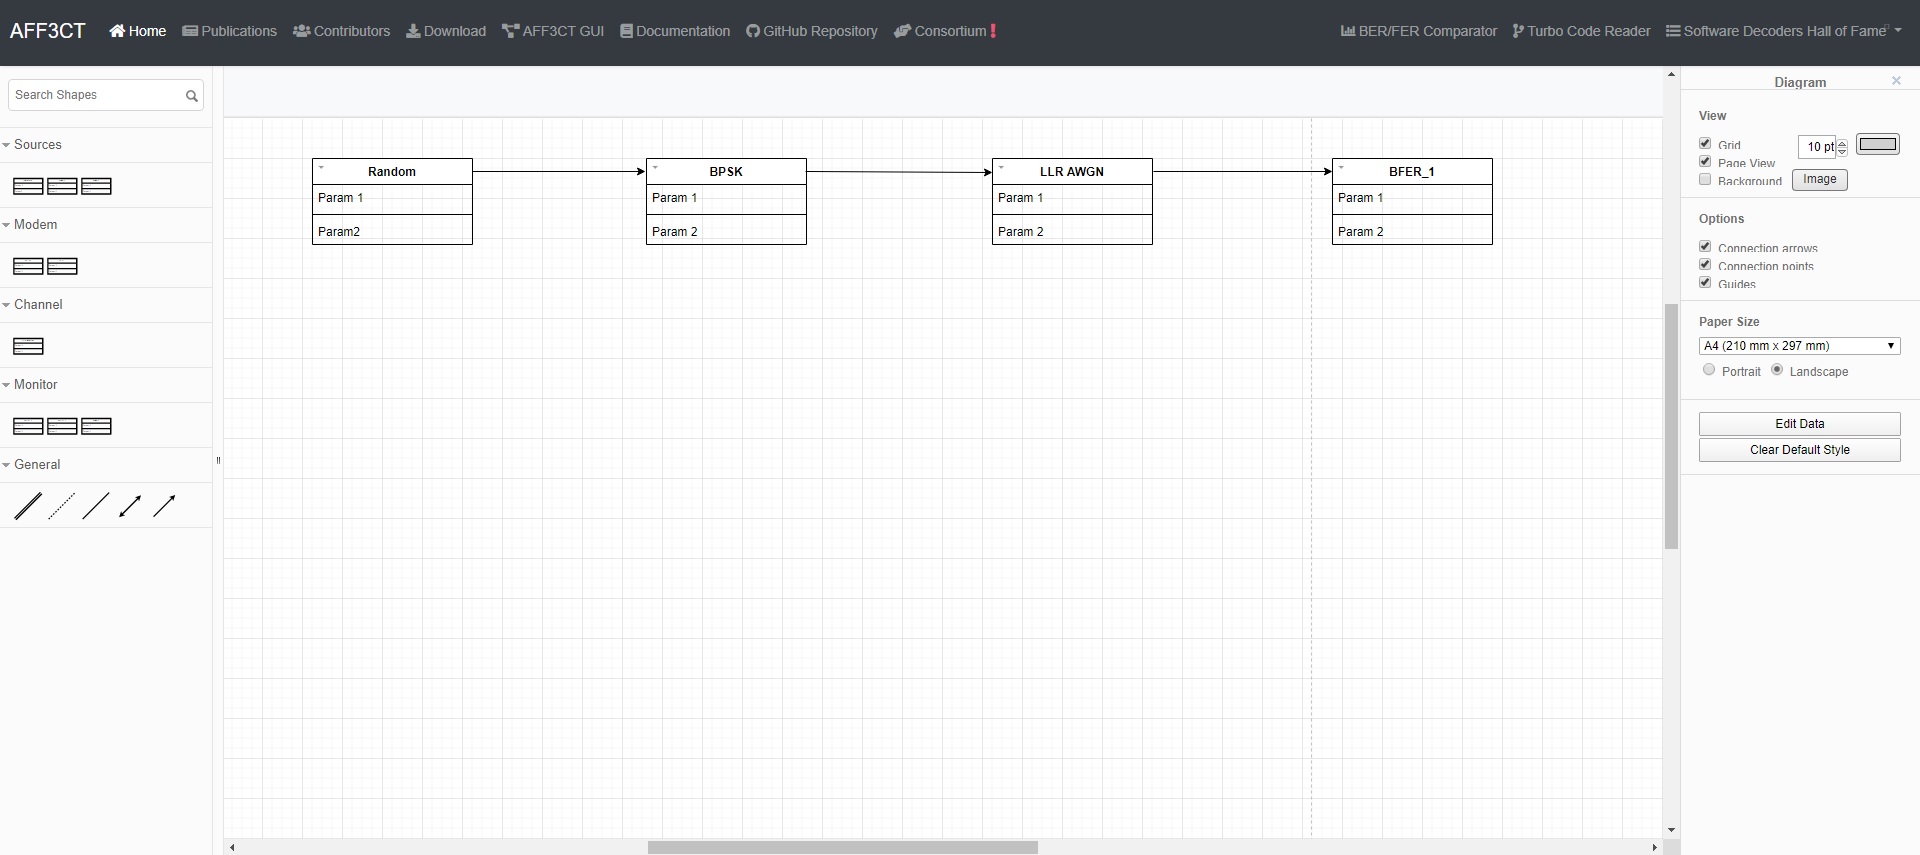 AFF3CT Home Publications Contributors Download AFF3CT GUI Documentation GitHub Repository Consortium! BER/FER Comparator Turbo Code Reader Software Decoders Hall of Fame
Search Shapes
Sources
Modem
Channel
Monitor
General
Random
Param 1
Param2
BPSK
Param 1
Param 2
LLR AWGN
Param 1
Param 2
BFER_1
Param 1
Param 2
Diagram
View
Grid 10 pt
Page View
Background Image
Options
Connection arrows
Connection points
Guides
Paper Size
A4 (210 mm x 297 mm)
Portrait Landscape
Edit Data
Clear Default Style